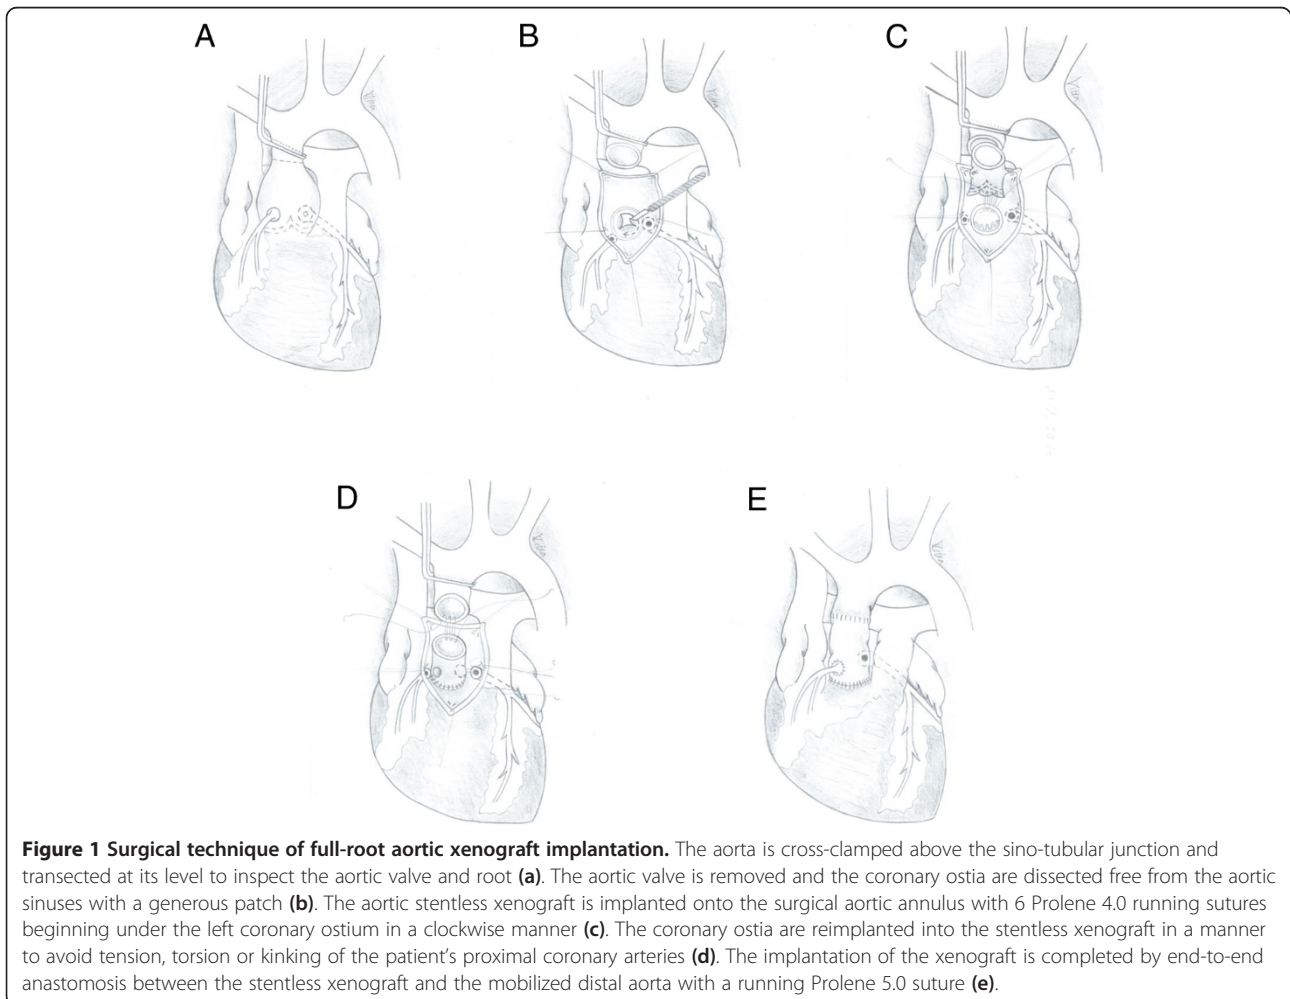 A
B
C
D
E
Figure 1 Surgical technique of full-root aortic xenograft implantation. The aorta is cross-clamped above the sino-tubular junction and
transected at its level to inspect the aortic valve and root (a). The aortic valve is removed and the coronary ostia are dissected free from the aortic
sinuses with a generous patch (b). The aortic stentless xenograft is implanted onto the surgical aortic annulus with 6 Prolene 4.0 running sutures
beginning under the left coronary ostium in a clockwise manner (c). The coronary ostia are reimplanted into the stentless xenograft in a manner
to avoid tension, torsion or kinking of the patient’s proximal coronary arteries (d). The implantation of the xenograft is completed by end-to-end
anastomosis between the stentless xenograft and the mobilized distal aorta with a running Prolene 5.0 suture (e).